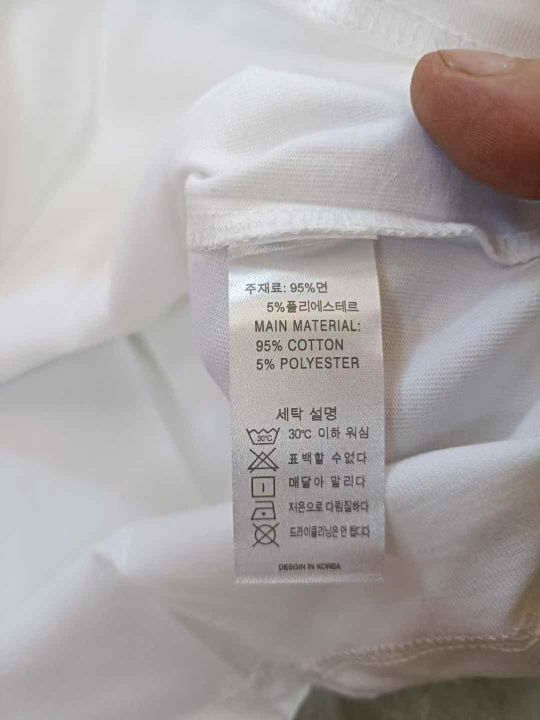 주재료: 95%면
5%폴리에스테르
MAIN MATERIAL:
95% COTTON
5% POLYESTER
세탁 설명
30℃ 30℃ 이하 워싱
표백할 수 없다
매달아 말리다
저온으로 다림질하다
드라이클리닝은 안 됩니다
DESGIN IN KOREA